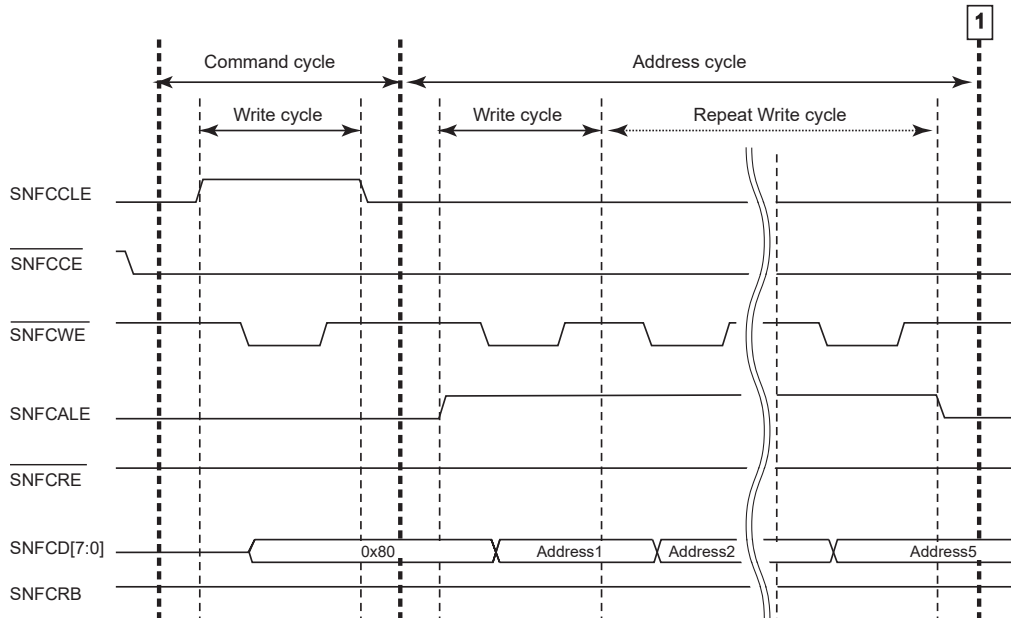 1
Command cycle
Address cycle
Write cycle
Write cycle
Repeat Write cycle
SNFCCLE
SNFCCE
SNFCWE
SNFCALE
SNFCRE
SNFCD[7:0]
0x80
Address1
Address2
Address5
SNFCRB